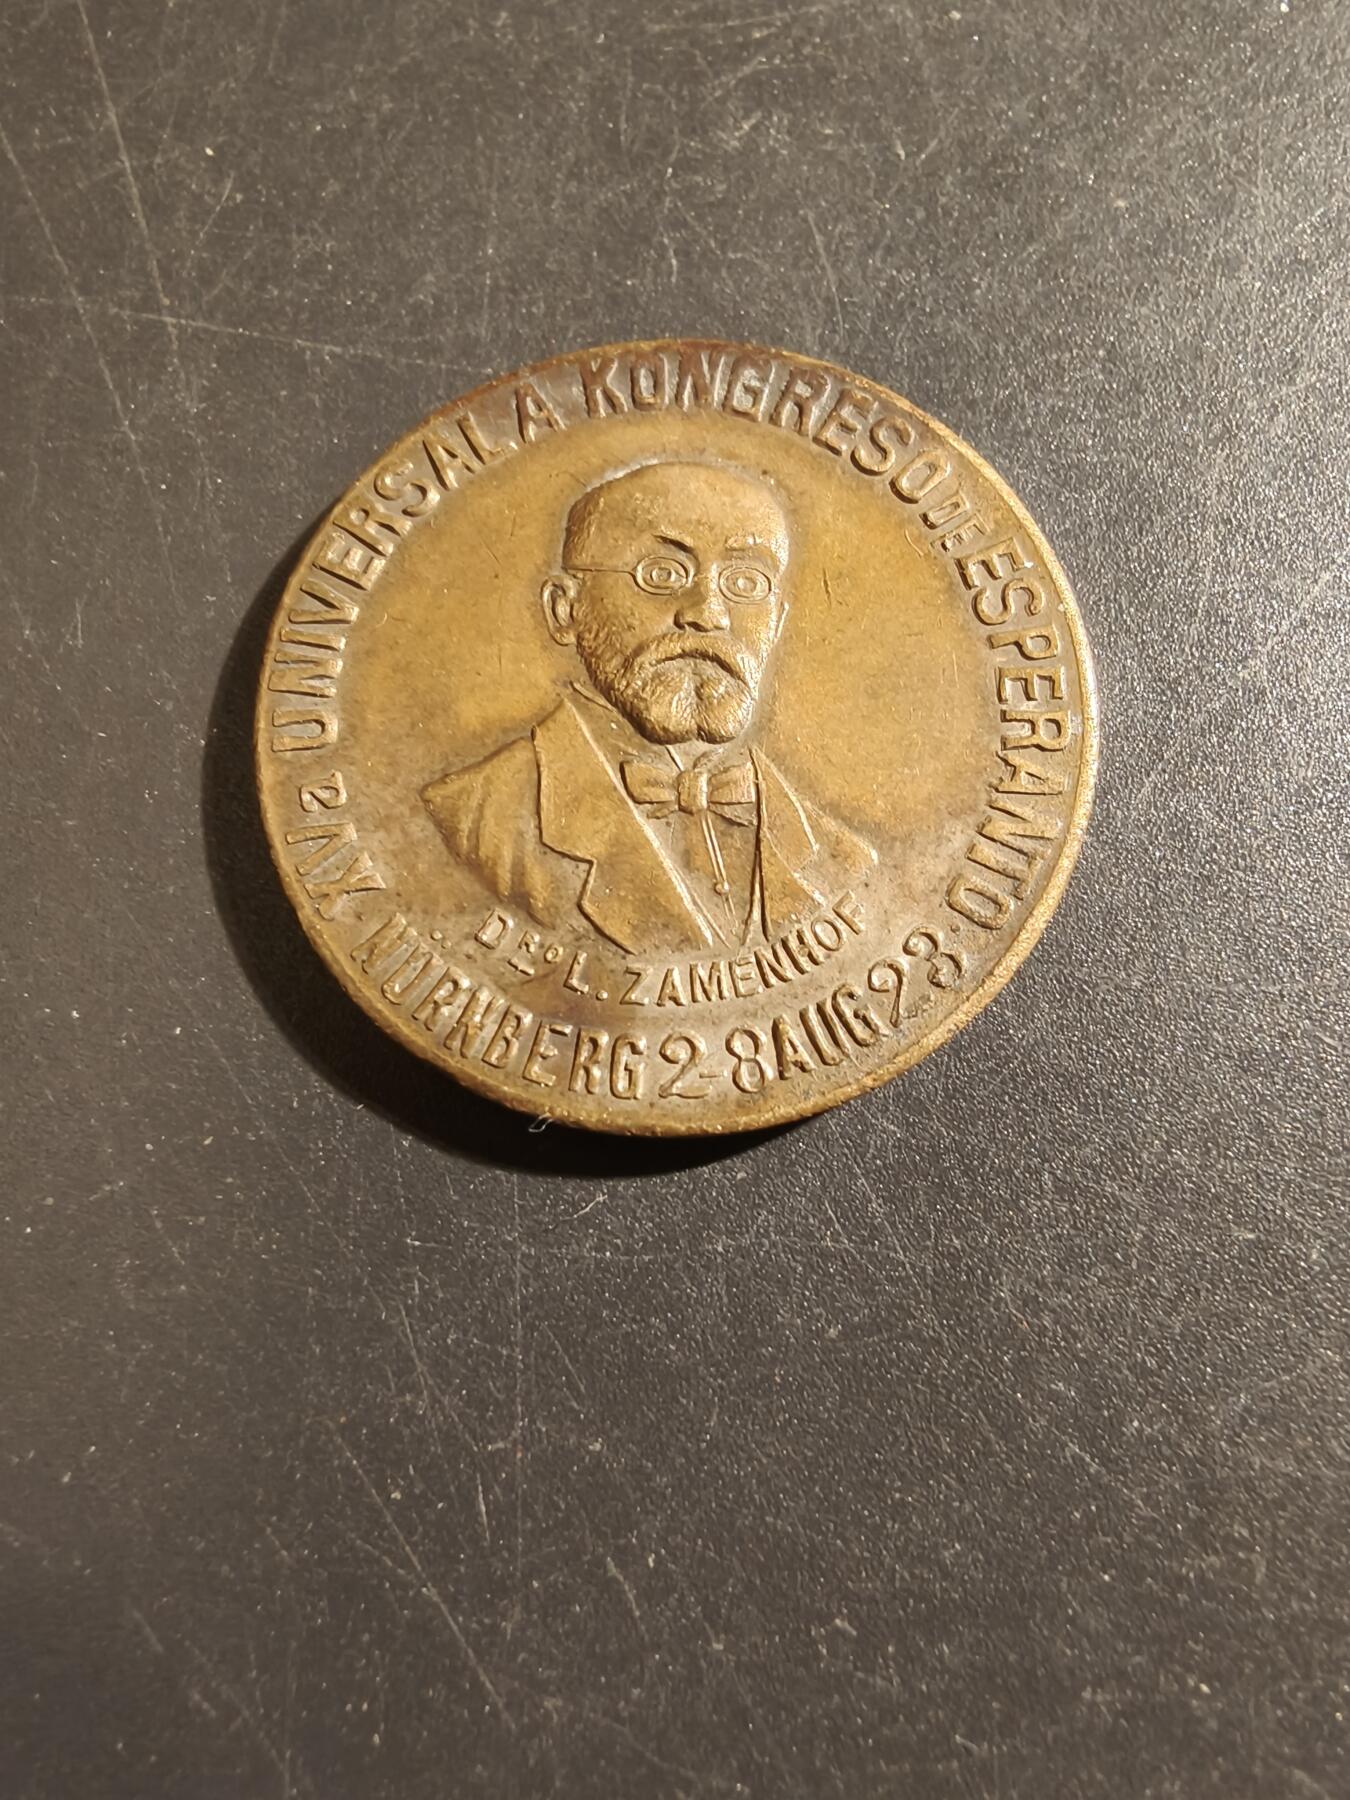 XVa UNIVERSALA KONGRESO DE ESPERANTO ·
NÜRNBERG 2-8 AUG 23 ·
DRO L. ZAMENHOF